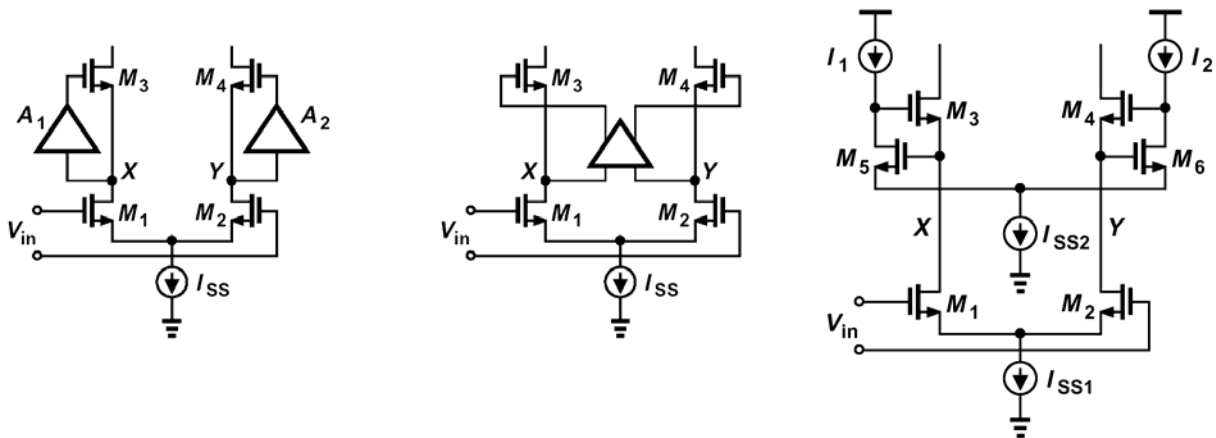 M3 M4
A1 A2
X Y
M1 M2
Vin
ISS
M3 M4
X Y
M1 M2
Vin
ISS
I1 I2
M3 M4
M5 M6
X Y
ISS2
M1 M2
Vin
ISS1